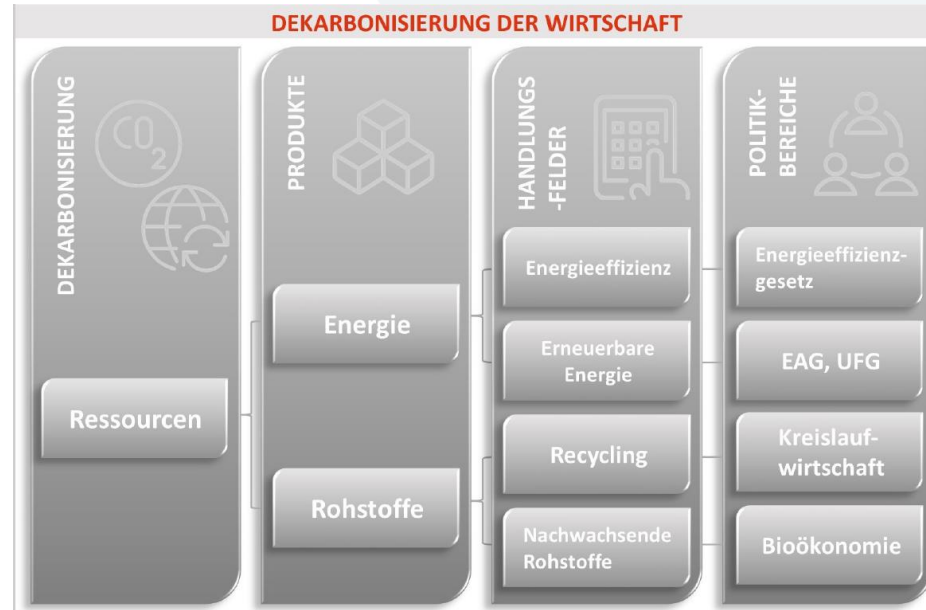 DEKARBONISIERUNG DER WIRTSCHAFT
DEKARBONISIERUNG
CO2
Ressourcen
PRODUKTE
Energie
Rohstoffe
HANDLUNGS
-FELDER
Energieeffizienz
Erneuerbare
Energie
Recycling
Nachwachsende
Rohstoffe
POLITIK-
BEREICHE
Energieeffizienz-
gesetz
EAG, UFG
Kreislauf-
wirtschaft
Bioökonomie